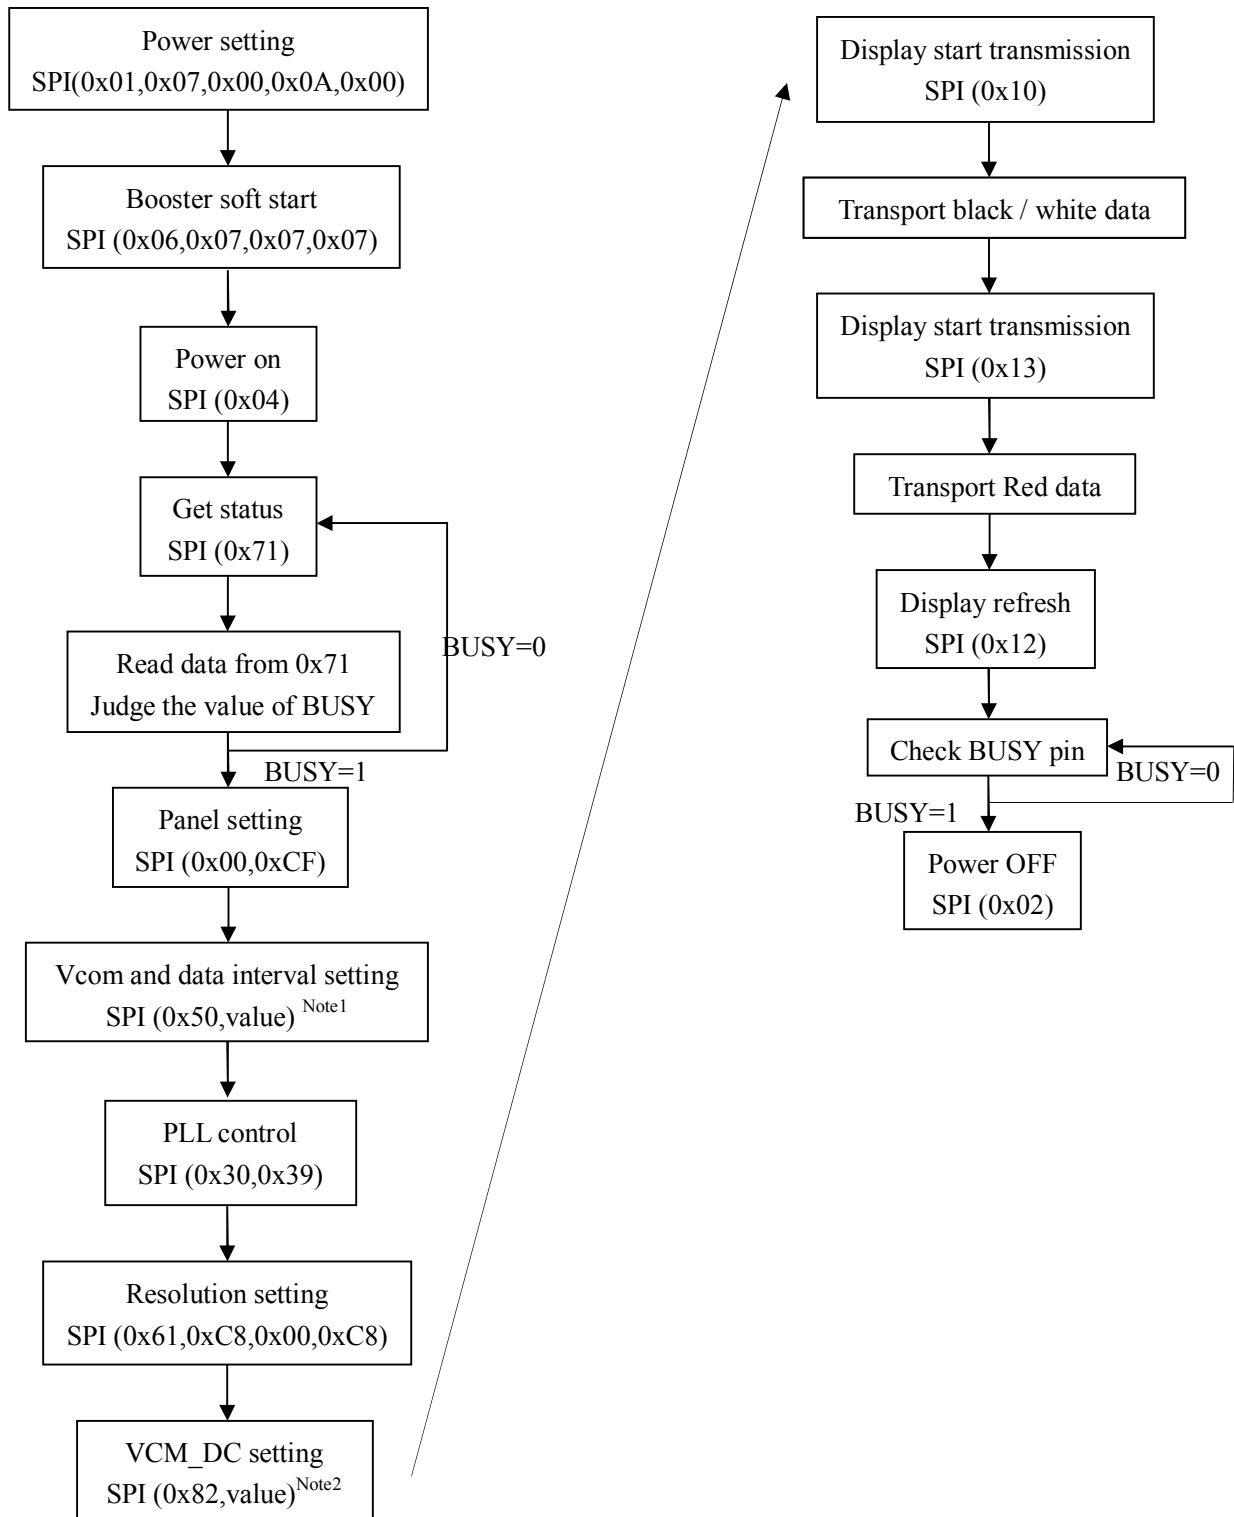 Power setting
SPI(0x01,0x07,0x00,0x0A,0x00)
Booster soft start
SPI (0x06,0x07,0x07,0x07)
Power on
SPI (0x04)
Get status
SPI (0x71)
BUSY=0
Read data from 0x71
Judge the value of BUSY
BUSY=1
Panel setting
SPI (0x00,0xCF)
Vcom and data interval setting
SPI (0x50,value) Note1
PLL control
SPI (0x30,0x39)
Resolution setting
SPI (0x61,0xC8,0x00,0xC8)
VCM_DC setting
SPI (0x82,value)Note2
Display start transmission
SPI (0x10)
Transport black / white data
Display start transmission
SPI (0x13)
Transport Red data
Display refresh
SPI (0x12)
Check BUSY pin
BUSY=0
BUSY=1
Power OFF
SPI (0x02)